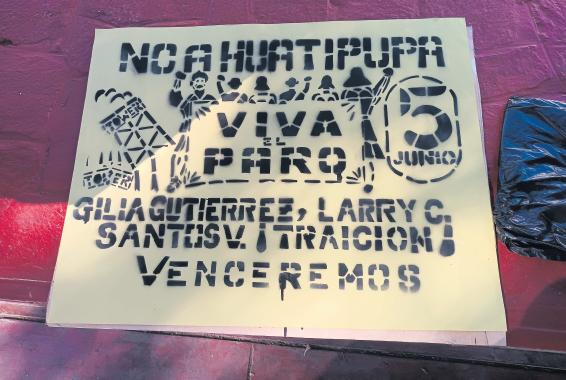 NO A HUATIPUPA
VIVA
EL
PARO
5
JUNIO
GILIA GUTIERREZ, LARRY C.
SANTOS V. ¡TRAICION!
VENCEREMOS